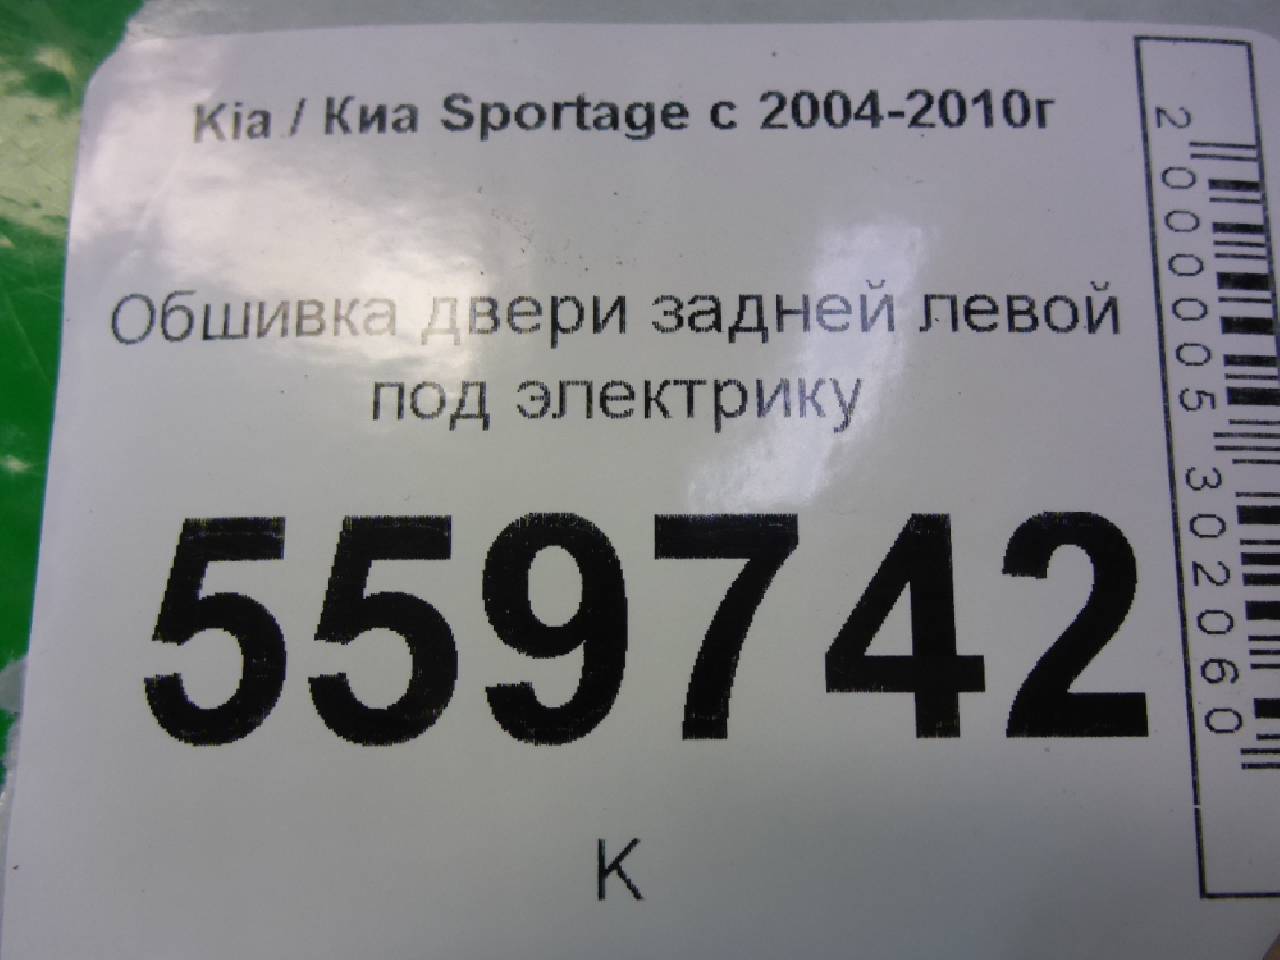 Kia / Киа Sportage с 2004-2010г
Обшивка двери задней левой
под электрику
559742
К
2000005302060